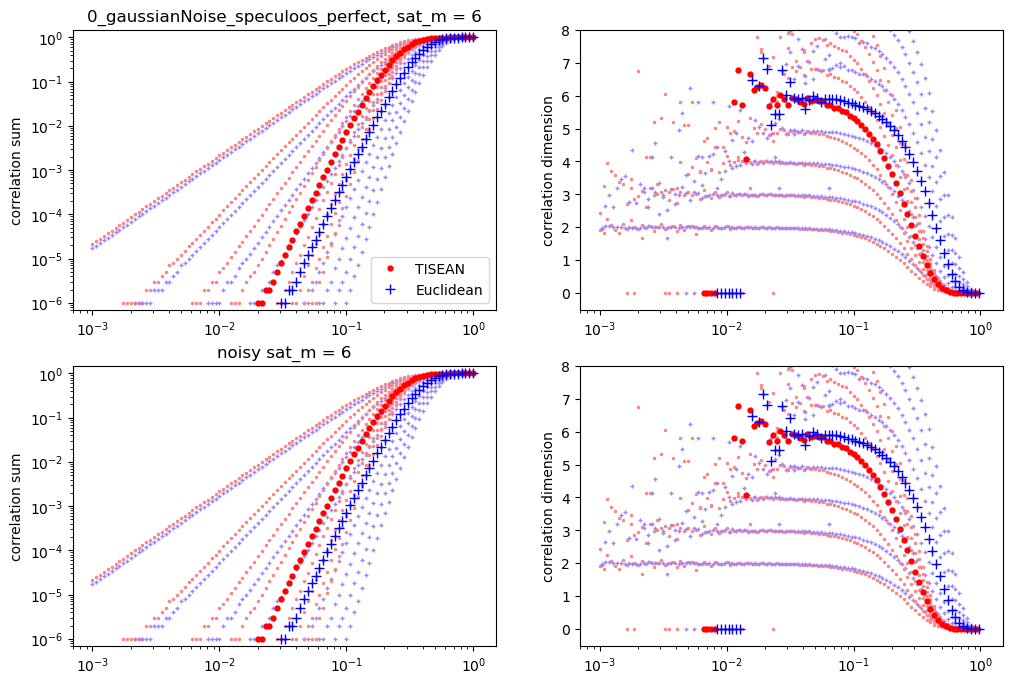 0_gaussianNoise_speculoos_perfect, sat_m = 6
correlation sum
10⁰
10⁻¹
10⁻²
10⁻³
10⁻⁴
10⁻⁵
10⁻⁶
TISEAN
Euclidean
10⁻³ 10⁻² 10⁻¹ 10⁰
correlation dimension
8
7
6
5
4
3
2
1
0
10⁻³ 10⁻² 10⁻¹ 10⁰
noisy sat_m = 6
correlation sum
10⁰
10⁻¹
10⁻²
10⁻³
10⁻⁴
10⁻⁵
10⁻⁶
10⁻³ 10⁻² 10⁻¹ 10⁰
correlation dimension
8
7
6
5
4
3
2
1
0
10⁻³ 10⁻² 10⁻¹ 10⁰